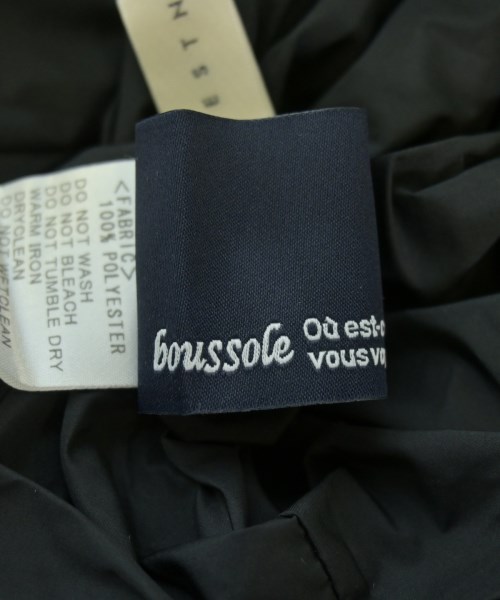 NEST
<FABRIC>
100% POLYESTER
DO NOT WASH
DO NOT BLEACH
DO NOT TUMBLE DRY
WARM IRON
DRYCLEAN
DO NOT WETCLEAN
boussole
Où est-c
vous vo